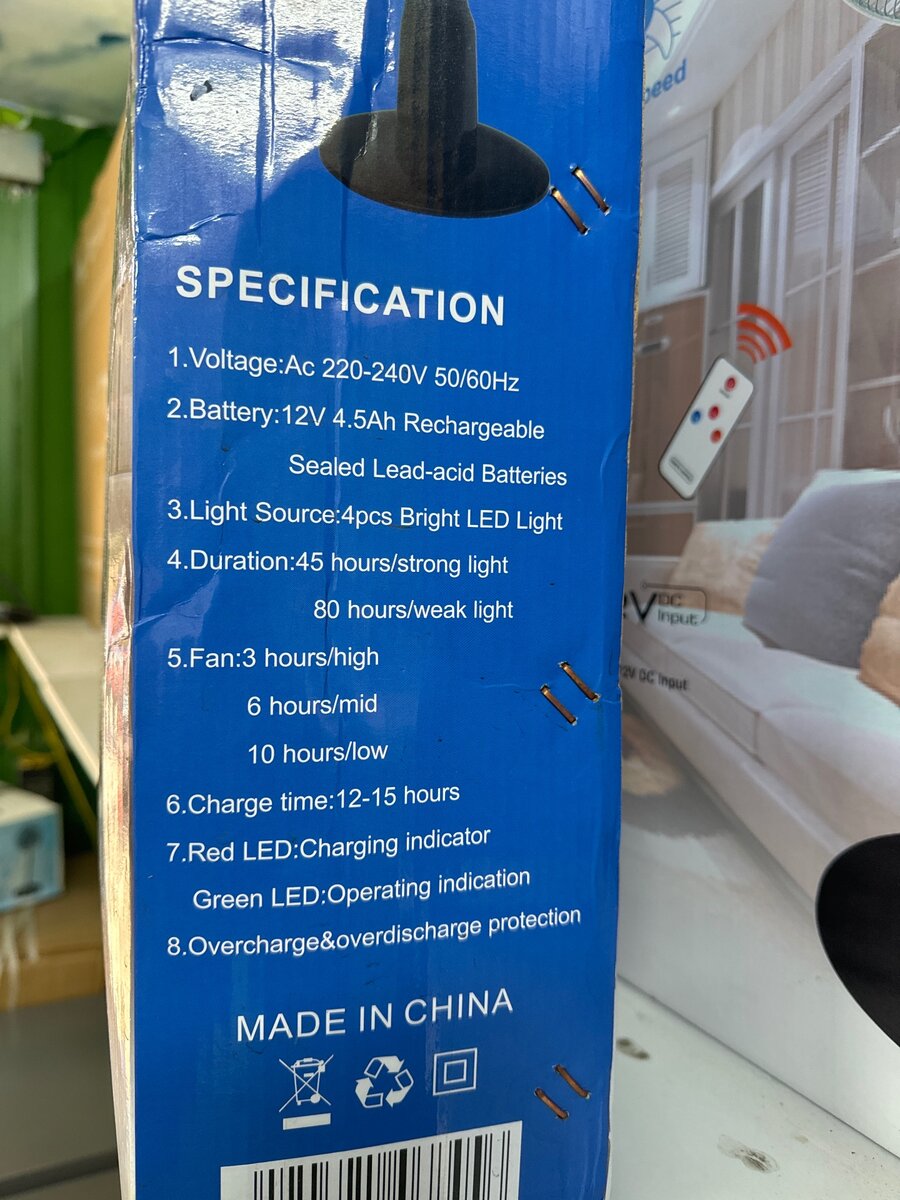 SPECIFICATION
1.Voltage:Ac 220-240V 50/60Hz
2.Battery:12V 4.5Ah Rechargeable
Sealed Lead-acid Batteries
3.Light Source:4pcs Bright LED Light
4.Duration:45 hours/strong light
80 hours/weak light
5.Fan:3 hours/high
6 hours/mid
10 hours/low
6.Charge time:12-15 hours
7.Red LED:Charging indicator
Green LED:Operating indication
8.Overcharge&overdischarge protection
MADE IN CHINA
DC
Input
DC Input